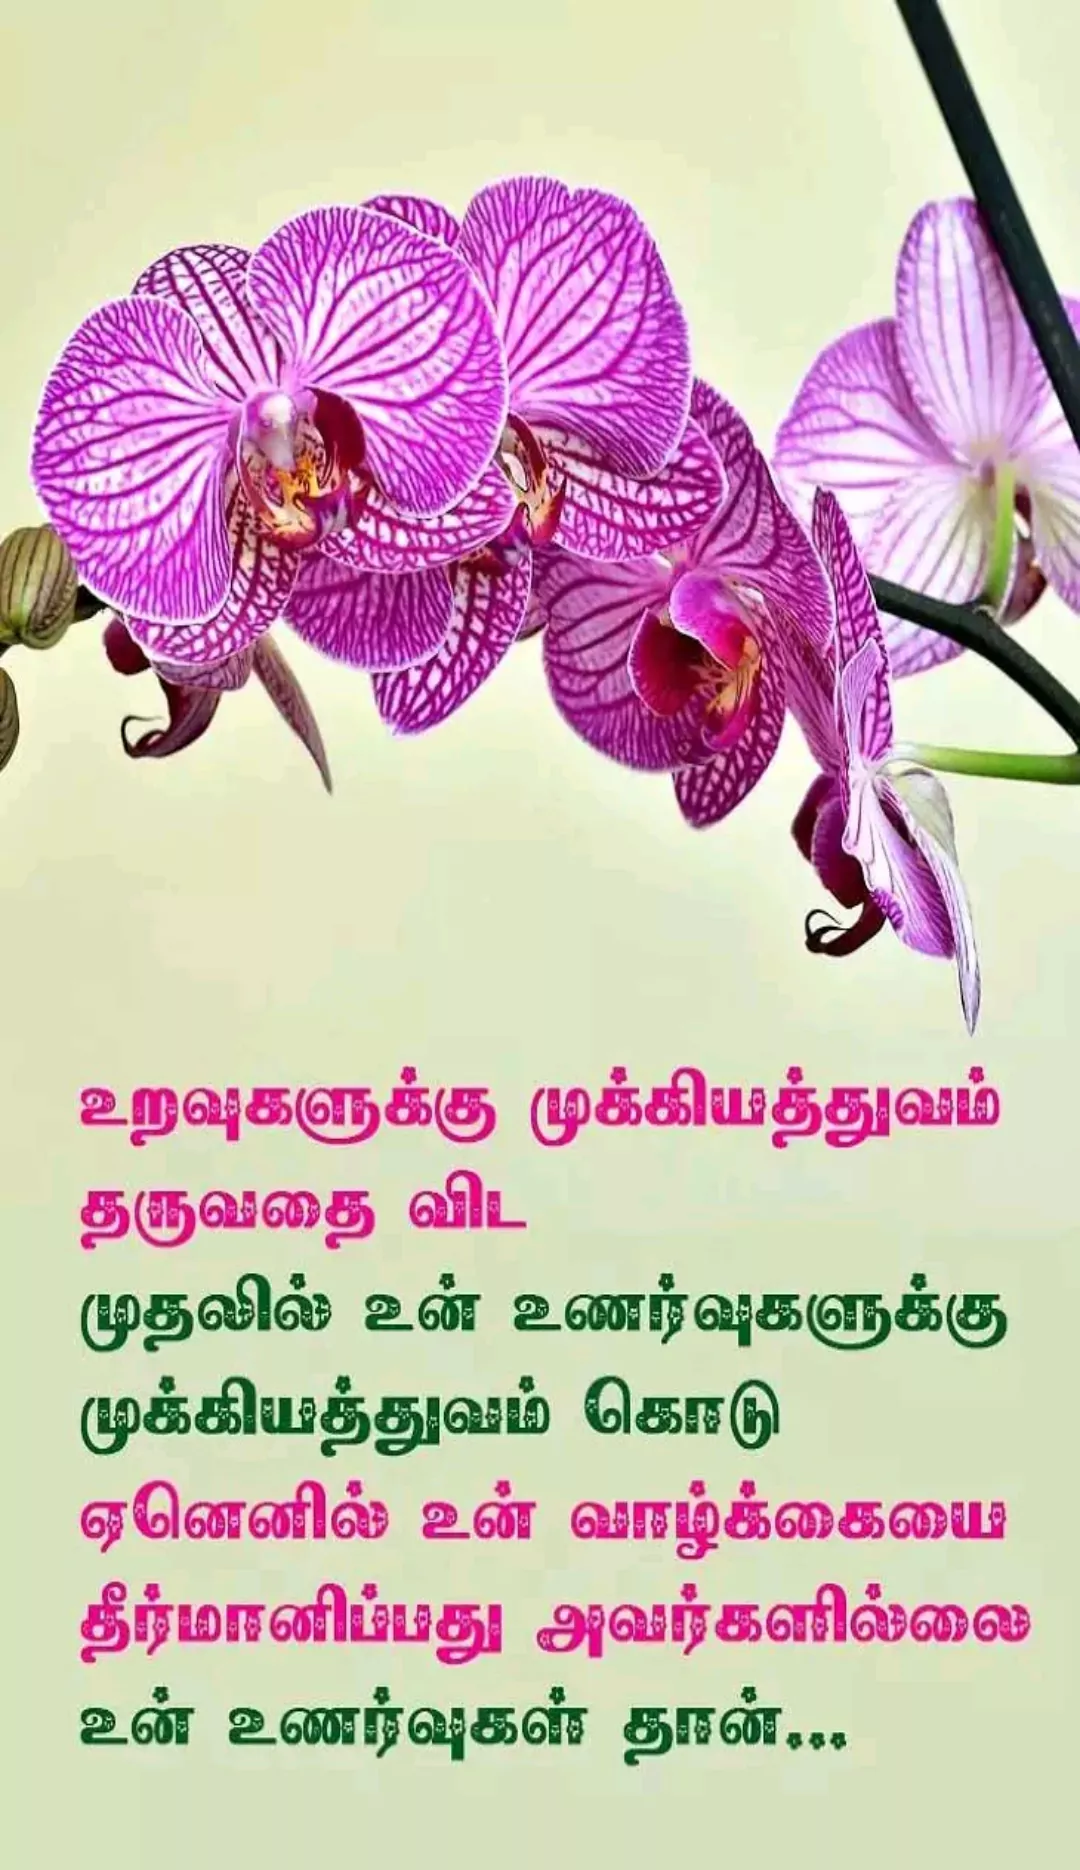 உறவுகளுக்கு முக்கியத்துவம்
தருவதை விட
முதலில் உன் உணர்வுகளுக்கு
முக்கியத்துவம் கொடு
ஏனெனில் உன் வாழ்க்கையை
தீர்மானிப்பது அவர்களில்லை
உன் உணர்வுகள் தான்...